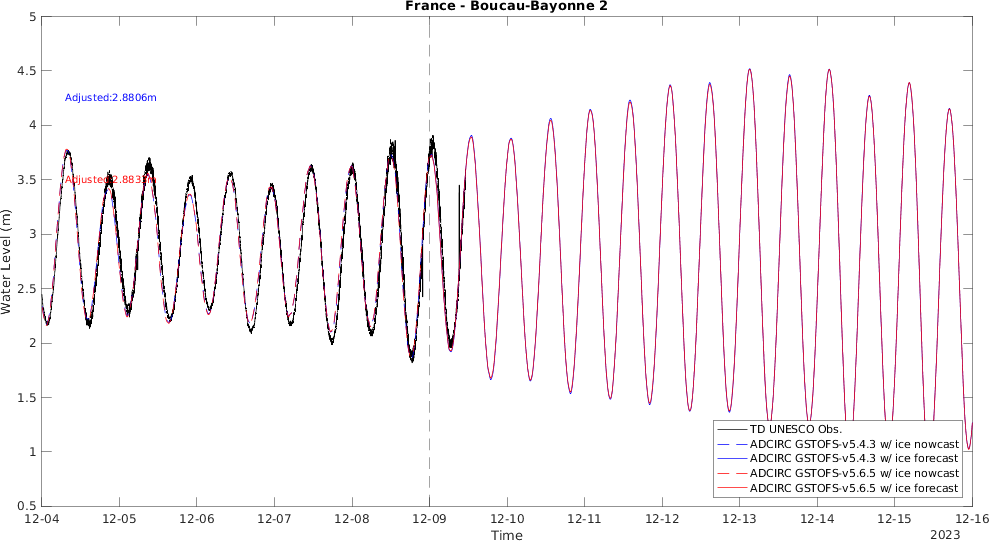 France - Boucau-Bayonne 2
5
4.5
4
3.5
3
2.5
2
1.5
1
0.5
Water Level (m)
Adjusted:2.8806m
TD UNESCO Obs.
ADCIRC GSTOFS-v5.4.3 w/ ice nowcast
ADCIRC GSTOFS-v5.4.3 w/ ice forecast
ADCIRC GSTOFS-v5.6.5 w/ ice nowcast
ADCIRC GSTOFS-v5.6.5 w/ ice forecast
12-04 12-05 12-06 12-07 12-08 12-09 12-10 12-11 12-12 12-13 12-14 12-15 12-16
Time
2023